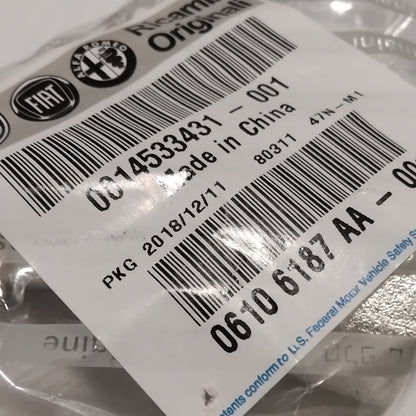 Ricambi
Originali
FIAT
ALFA ROMEO
0614533431 - 001
Made in China
PKG 2018/12/11 80311 47N-M1
0610 6187 AA - 00
conform to U.S. Federal Motor Vehicle Safety